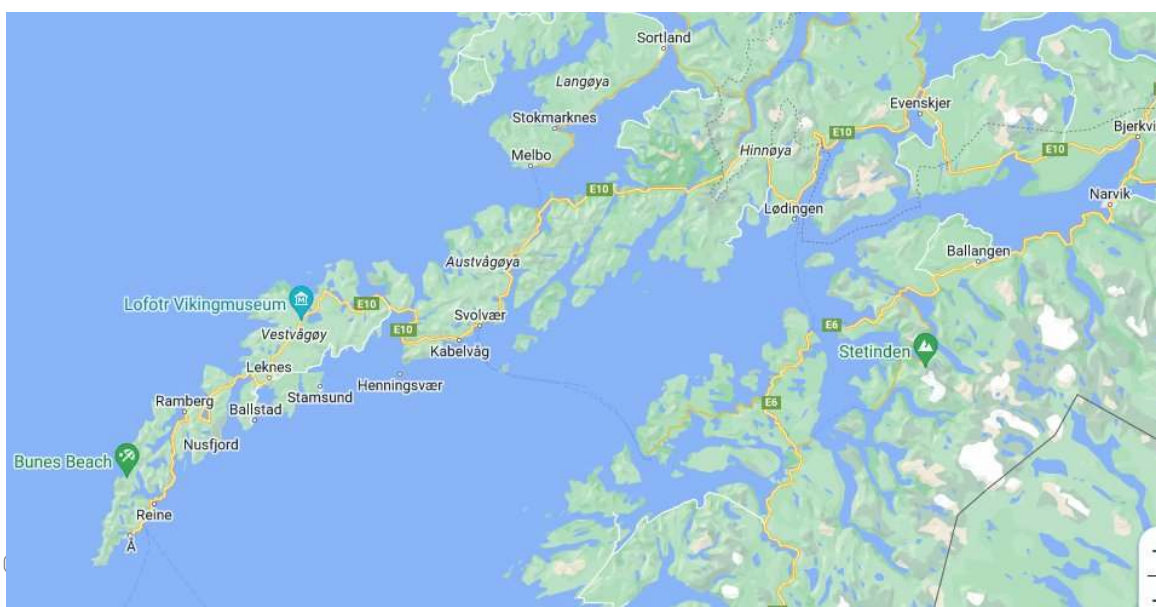 Sortland
Langøya
Evenskjer
Stokmarknes
Bjerkvi
E10
Hinnøya
E10
Melbo
E10
Narvik
Lødingen
Ballangen
Austvågøya
Lofotr Vikingmuseum
E10
Svolvær
E10
Vestvågøy
E6
Kabelvåg
Stetinden
Leknes
Henningsvær
Stamsund
Ramberg
E6
Ballstad
Nusfjord
Bunes Beach
Reine
Å